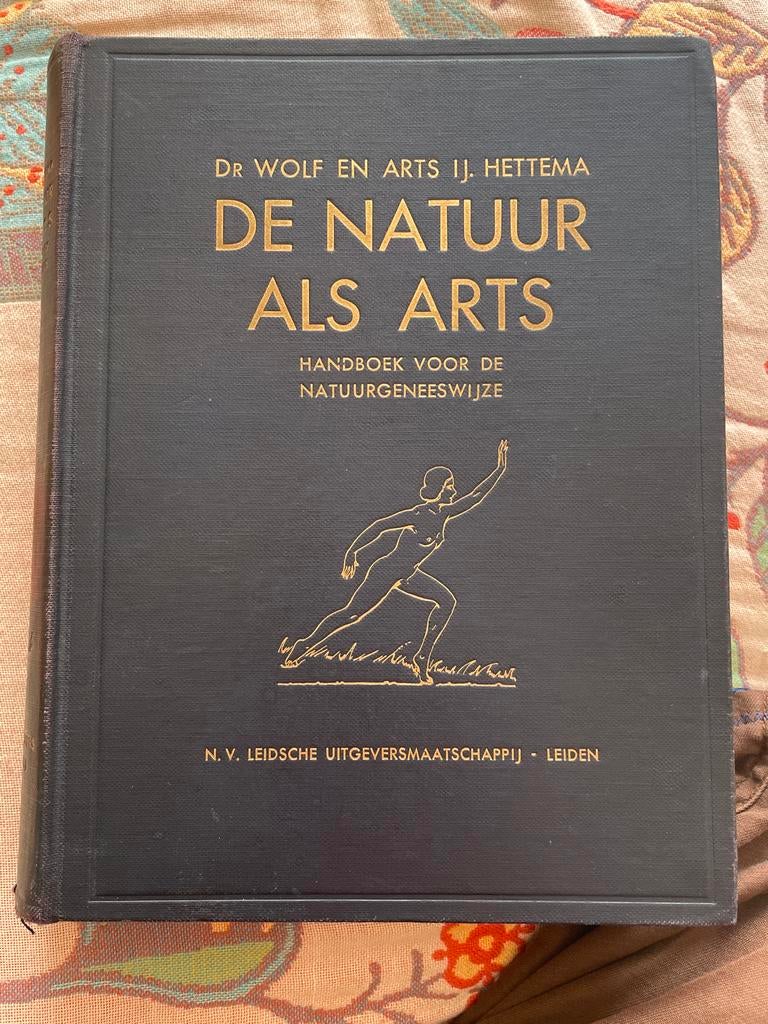 Dr WOLF EN ARTS IJ. HETTEMA
DE NATUUR
ALS ARTS
HANDBOEK VOOR DE
NATUURGENEESWIJZE
N.V. LEIDSCHE UITGEVERSMAATSCHAPPIJ - LEIDEN